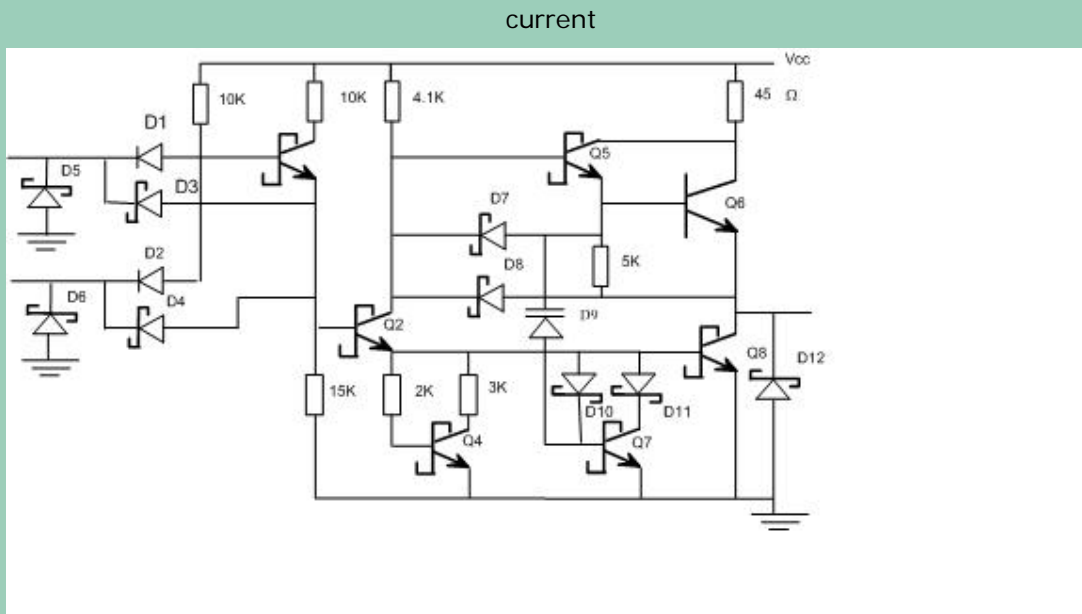 current
Vcc
10K
10K
4.1K
45 Ω
D1
D5
Q5
D3
D7
Q6
D2
D8
5K
D6
D4
Q2
D9
Q8
D12
15K
2K
3K
D10
D11
Q4
Q7